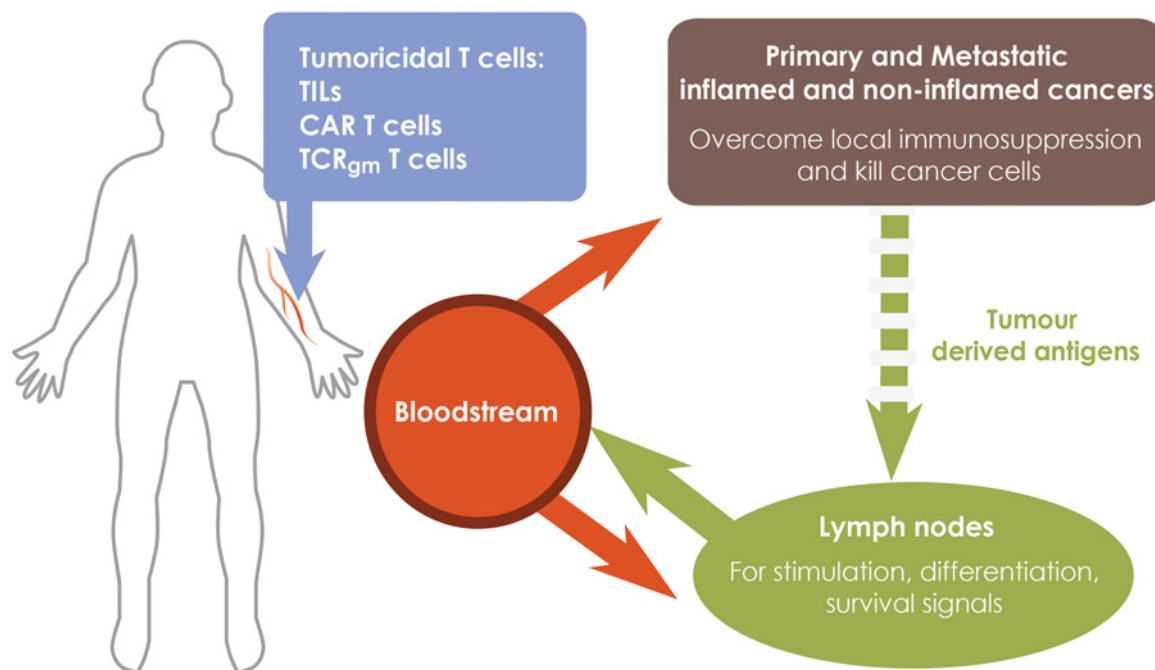 Tumoricidal T cells:
TILs
CAR T cells
TCRgm T cells
Primary and Metastatic
inflamed and non-inflamed cancers
Overcome local immunosuppression
and kill cancer cells
Bloodstream
Tumour
derived antigens
Lymph nodes
For stimulation, differentiation,
survival signals